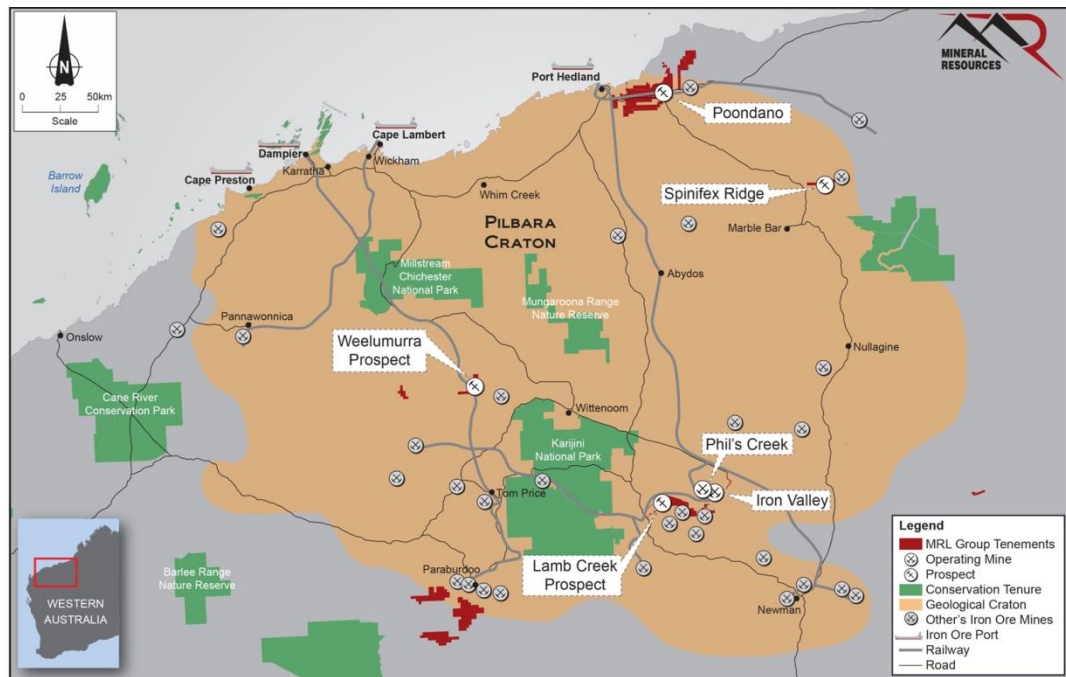 N
0 25 50km
Scale
MINERAL
RESOURCES
Port Hedland
Poondano
Cape Lambert
Dampier
Wickham
Karratha
Cape Preston
Barrow
Island
Whim Creek
Spinifex Ridge
PILBARA
CRATON
Marble Bar
Millstream
Chichester
National Park
Abydos
Mungaroona Range
Nature Reserve
Pannawonnica
Onslow
Weelumurra
Prospect
Nullagine
Cane River
Conservation Park
Wittenoom
Karijini
National Park
Phil's Creek
Iron Valley
Tom Price
Lamb Creek
Prospect
Paraburdoo
Barlee Range
Nature Reserve
Newman
WESTERN
AUSTRALIA
Legend
MRL Group Tenements
Operating Mine
Prospect
Conservation Tenure
Geological Craton
Other's Iron Ore Mines
Iron Ore Port
Railway
Road